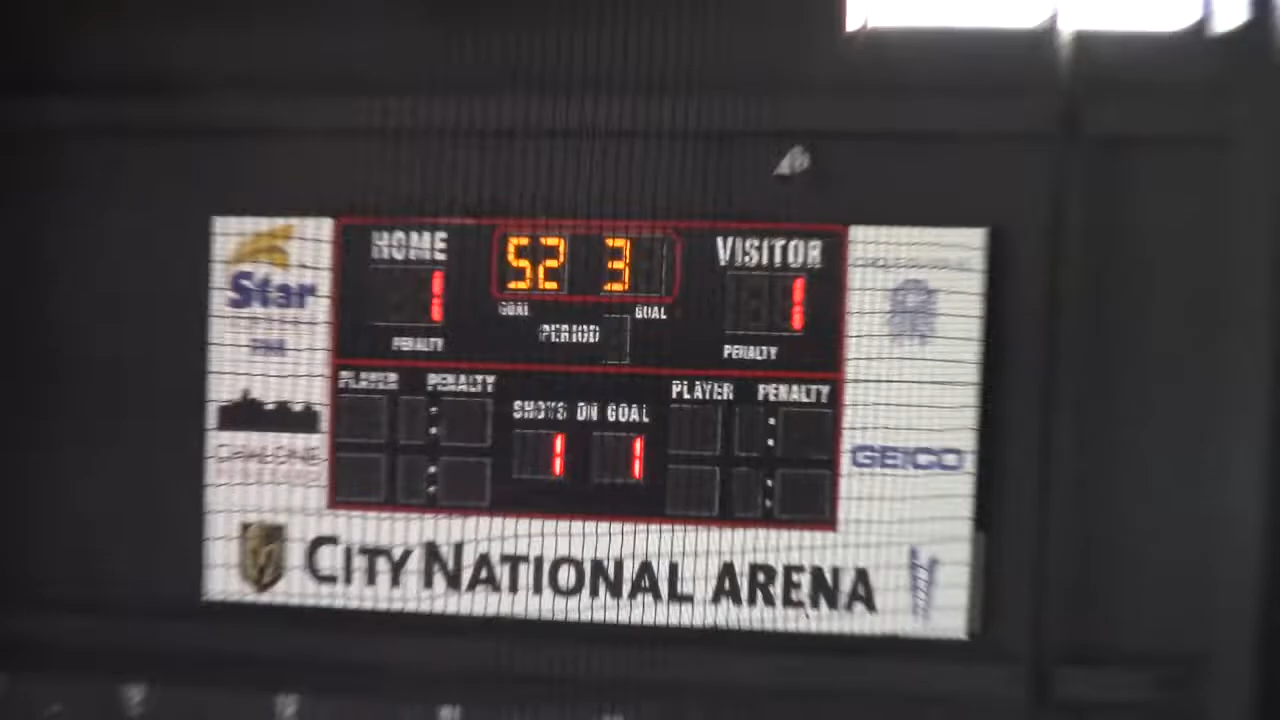 HOME
52 3
VISITOR
1
1
GOAL
GOAL
PERIOD
PENALTY
PENALTY
PLAYER PENALTY
PLAYER PENALTY
SHOTS ON GOAL
1 1
Star
GEICO
CITY NATIONAL ARENA